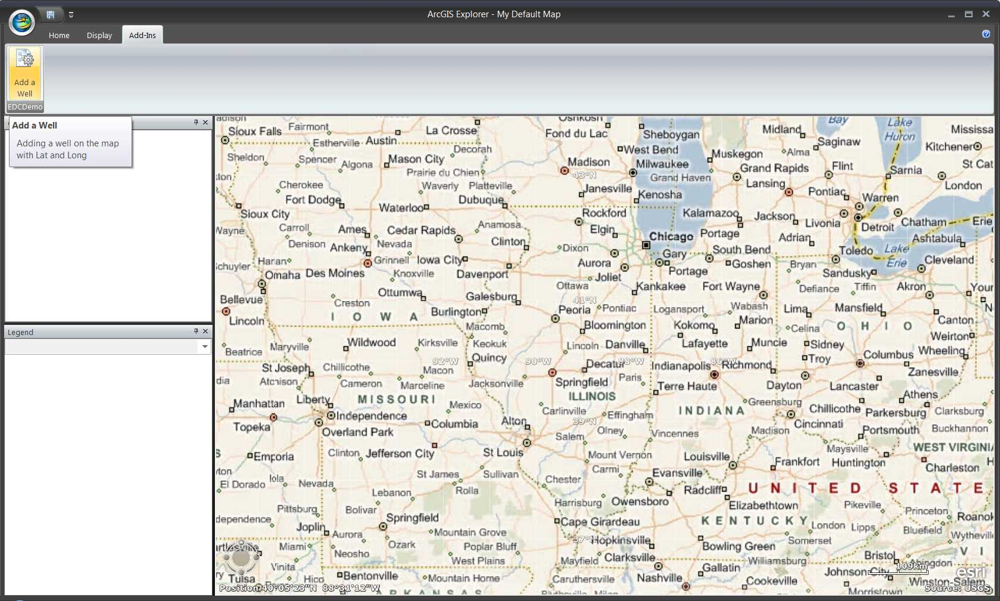 ArcGIS Explorer - My Default Map
Home Display Add-Ins
Add a
Well
EDCDemo
Add a Well
Adding a well on the map
with Lat and Long
Legend
Sioux Falls Fairmont La Crosse Oshkosh Fond du Lac Sheboygan Midland Bay Lake Huron Mississa
Estherville Austin Decorah West Bend Saginaw Kitchener
Sheldon Spencer Algona Mason City Madison Milwaukee Muskegon Alma Flint Sarnia St Cat
Prairie du Chien 43°N Grand Haven Grand Rapids London
Cherokee Waverly Platteville Janesville Kenosha Lansing Pontiac Warren
Fort Dodge Waterloo Dubuque
Sioux City Rockford Kalamazoo Jackson Livonia Detroit Chatham Erie
Wayne Carroll Ames Cedar Rapids Anamosa Elgin Chicago Portage Adrian Ashtabula
Denison Ankeny Nevada Clinton Dixon Gary South Bend Toledo Lake Erie
Schuyler Harlan Grinnell Iowa City Aurora Goshen Bryan Cleveland
Omaha Des Moines Knoxville Davenport Joliet Portage Sandusky
Bellevue Ottumwa Galesburg Ottawa Kankakee Fort Wayne Defiance Tiffin Akron
Creston 41°N
Lincoln IOWA Burlington Peoria Pontiac Logansport Wabash Lima Mansfield
Macomb Bloomington Kokomo Marion Celina OHIO Canton
Beatrice Maryville Wildwood Kirksville Keokuk Lincoln Danville Lafayette Muncie Sidney Weirton
92°W Quincy 90°W Decatur 88°W 86°W Troy Columbus Wheeling
St Joseph Chillicothe Macon Indianapolis Richmond Zanesville
Atchison Cameron Marceline Jacksonville Springfield Paris Terre Haute Dayton Lancaster
Manhattan Liberty MISSOURI Mexico ILLINOIS Greensburg Athens
Independence Carlinville Effingham INDIANA Chillicothe Parkersburg Clarksburg
Topeka Columbia Alton 39°N Cincinnati
Overland Park Salem Olney Vincennes Madison Portsmouth Buckhannon
Emporia Clinton Jefferson City St Louis Mount Vernon Louisville Maysville WEST VIRGINIA
Frankfort Huntington Charleston
Iola Nevada St James Sullivan Chester Carmi Evansville
El Dorado Lebanon Rolla Radcliff UNITED STATE
Pittsburg Bolivar Harrisburg Owensboro Elizabethtown Pikeville Princeton
dependence Springfield Cape Girardeau KENTUCKY London Lipps Bluefield Roanok
Joplin Aurora Mountain Grove 37°N Hopkinsville Somerset Wytheville
Miami Ozark Poplar Bluff Bowling Green VI
Neosho Mayfield Clarksville Bristol Abingdon
Vinita West Plains Gallatin Williamsburg 109km
Tulsa Hico Bentonville Mountain Home Caruthersville Nashville Cookeville Johnson City esri
Position 40°05'23"N 88°31'12"W ARKANSAS Blytheville Milan Morristown Winston-Salem
Source: USGS